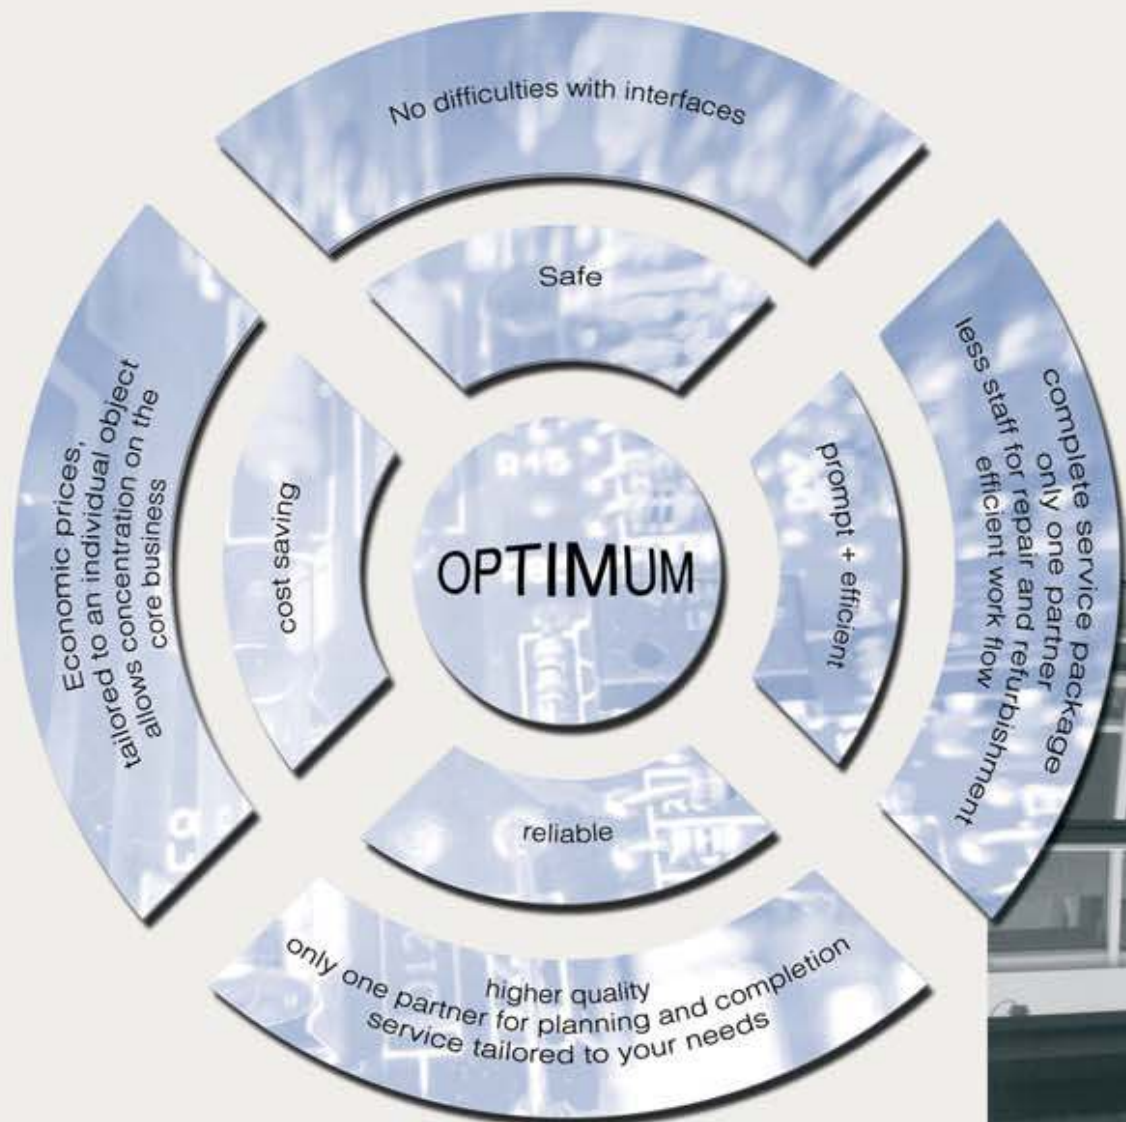 No difficulties with interfaces
Safe
Economic prices,
tailored to an individual object
allows concentration on the
core business
cost saving
OPTIMUM
prompt + efficient
complete service package
only one partner
less staff for repair and refurbishment
efficient work flow
reliable
higher quality
only one partner for planning and completion
service tailored to your needs
R45